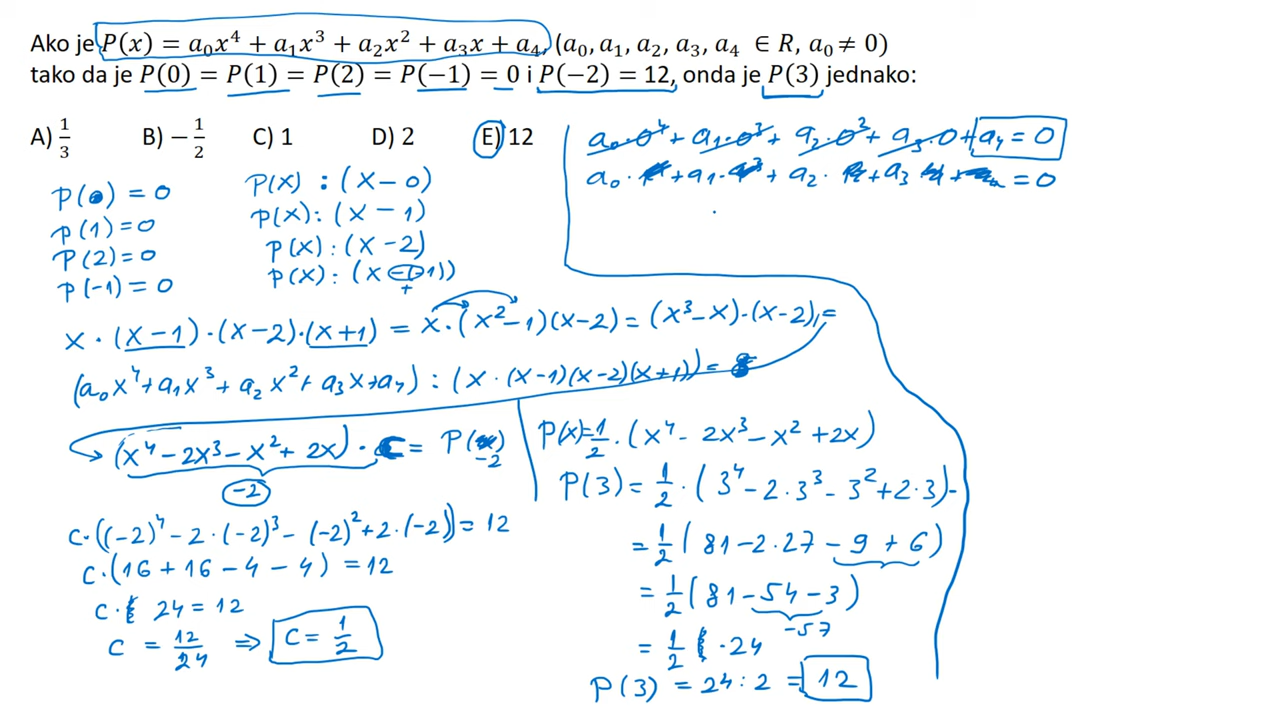 Ako je P(x) = a₀x⁴ + a₁x³ + a₂x² + a₃x + a₄, (a₀, a₁, a₂, a₃, a₄ ∈ R, a₀ ≠ 0)
tako da je P(0) = P(1) = P(2) = P(−1) = 0 i P(−2) = 12, onda je P(3) jednako:
A) 1/3 B) −1/2 C) 1 D) 2 E) 12
a₀·0⁴ + a₁·0³ + a₂·0² + a₃·0 + a₄ = 0
a₀· + a₁· + a₂· + a₃ + = 0
P(0) = 0 P(x) : (x − 0)
P(1) = 0 P(x) : (x − 1)
P(2) = 0 P(x) : (x − 2)
P(−1) = 0 P(x) : (x −(−1))
+
x · (x−1) · (x−2) · (x+1) = x · (x² − 1)(x−2) = (x³ − x) · (x−2) =
(a₀x⁴ + a₁x³ + a₂x² + a₃x + a₄) : (x · (x−1)(x−2)(x+1)) =
(x⁴ − 2x³ − x² + 2x) · C = P( )
−2
−2
C · ((−2)⁴ − 2 · (−2)³ − (−2)² + 2 · (−2)) = 12
C · (16 + 16 − 4 − 4) = 12
C · 24 = 12
C = 12/24 ⇒ C = 1/2
P(x) = 1/2 · (x⁴ − 2x³ − x² + 2x)
P(3) = 1/2 · (3⁴ − 2·3³ − 3² + 2·3) =
= 1/2 (81 − 2·27 − 9 + 6)
= 1/2 (81 − 54 − 3)
−57
= 1/2 · 24
P(3) = 24 : 2 = 12